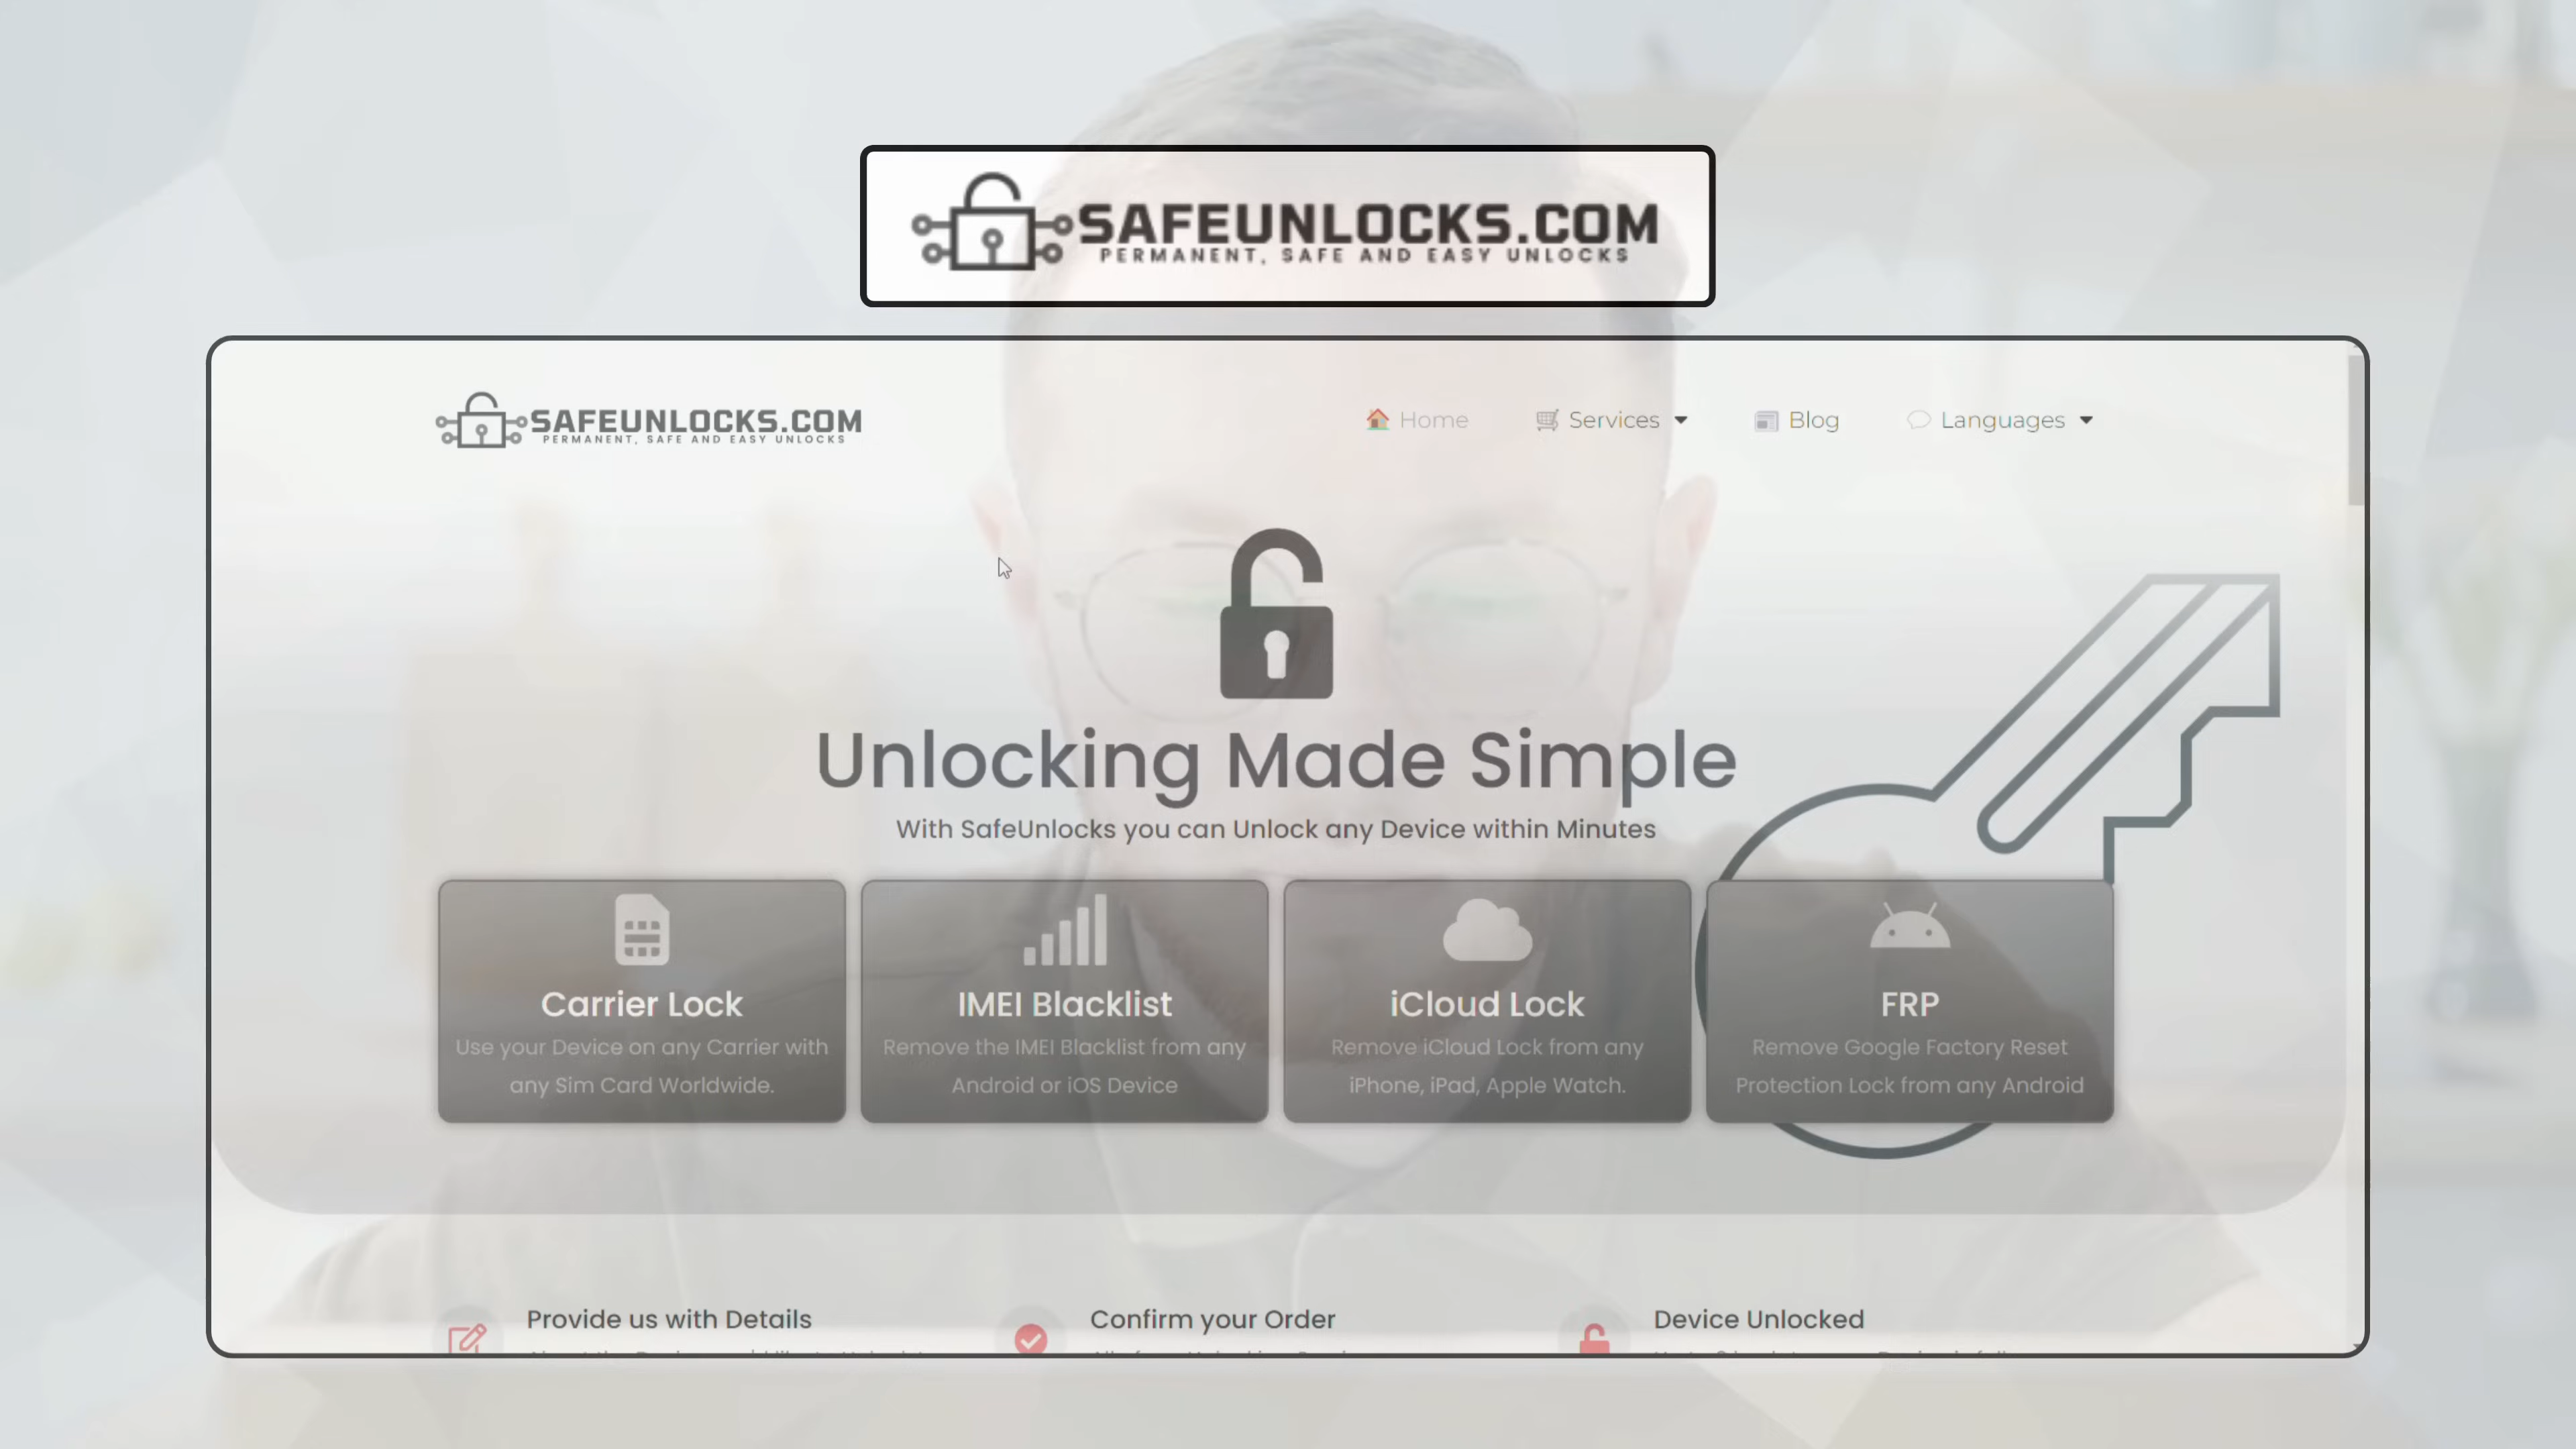 SAFEUNLOCKS.COM
PERMANENT, SAFE AND EASY UNLOCKS
SAFEUNLOCKS.COM
PERMANENT, SAFE AND EASY UNLOCKS
Home
Services
Blog
Languages
Unlocking Made Simple
With SafeUnlocks you can Unlock any Device within Minutes
Carrier Lock
Use your Device on any Carrier with
any Sim Card Worldwide.
IMEI Blacklist
Remove the IMEI Blacklist from any
Android or iOS Device
iCloud Lock
Remove iCloud Lock from any
iPhone, iPad, Apple Watch.
FRP
Remove Google Factory Reset
Protection Lock from any Android
Provide us with Details
Confirm your Order
Device Unlocked